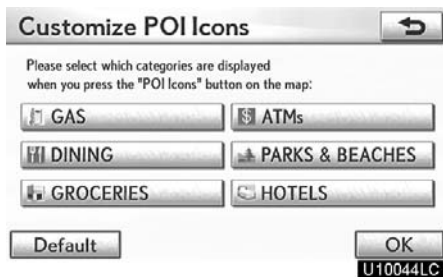 Customize POI Icons
Please select which categories are displayed
when you press the "POI Icons" button on the map:
GAS
ATMs
DINING
PARKS & BEACHES
GROCERIES
HOTELS
Default
OK
U10044LC